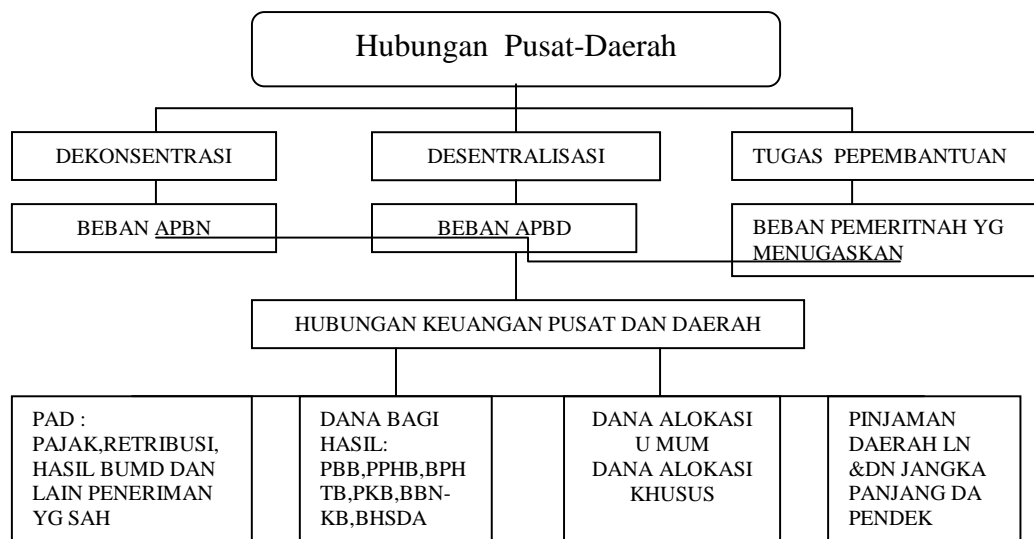 Hubungan Pusat-Daerah
DEKONSENTRASI
DESENTRALISASI
TUGAS PEPEMBANTUAN
BEBAN APBN
BEBAN APBD
BEBAN PEMERITNAH YG
MENUGASKAN
HUBUNGAN KEUANGAN PUSAT DAN DAERAH
PAD :
PAJAK,RETRIBUSI,
HASIL BUMD DAN
LAIN PENERIMAN
YG SAH
DANA BAGI
HASIL:
PBB,PPHB,BPH
TB,PKB,BBN-
KB,BHSDA
DANA ALOKASI
U MUM
DANA ALOKASI
KHUSUS
PINJAMAN
DAERAH LN
&DN JANGKA
PANJANG DA
PENDEK